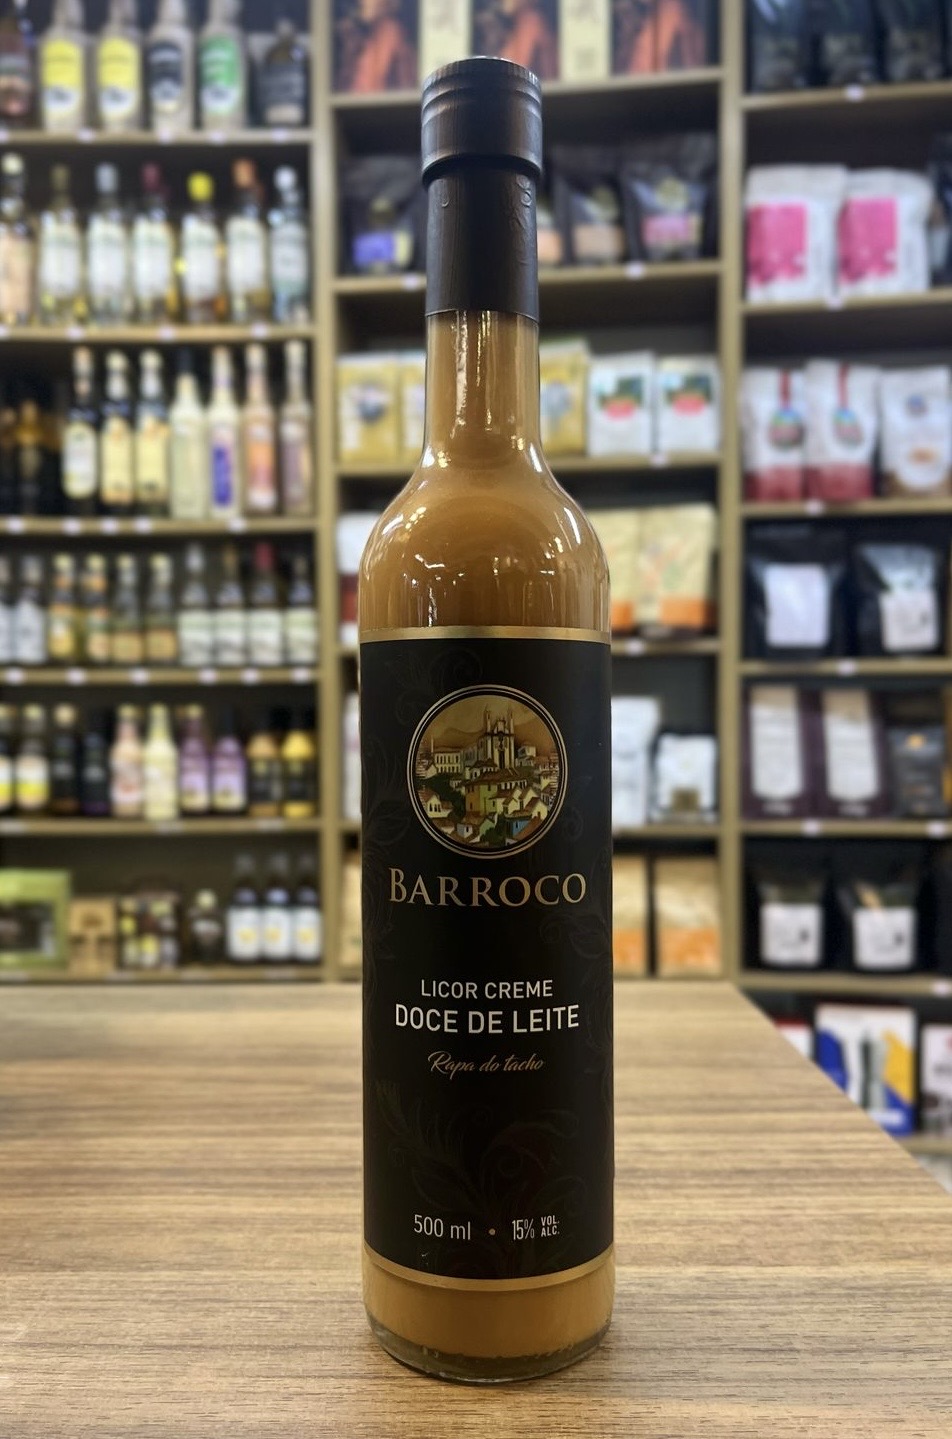 BARROCO
LICOR CREME
DOCE DE LEITE
Rapa do tacho
500 ml • 15% VOL. ALC.